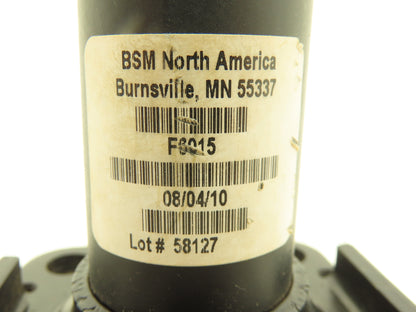 BSM North America
Burnsville, MN 55337
F6015
08/04/10
Lot # 58127